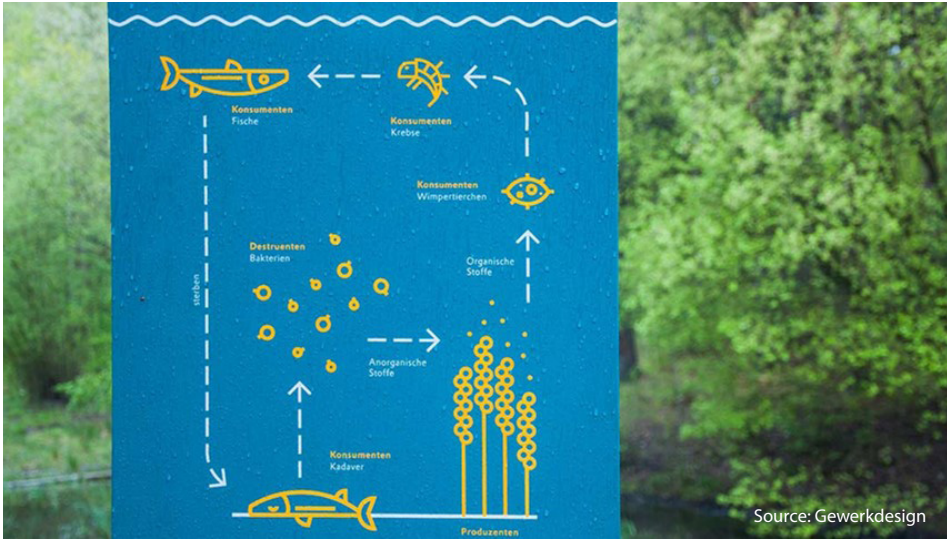 Konsumenten
Fische
Konsumenten
Krebse
Konsumenten
Wimpertierchen
Destruenten
Bakterien
Organische
Stoffe
sterben
Anorganische
Stoffe
Konsumenten
Kadaver
Produzenten
Source: Gewerkdesign